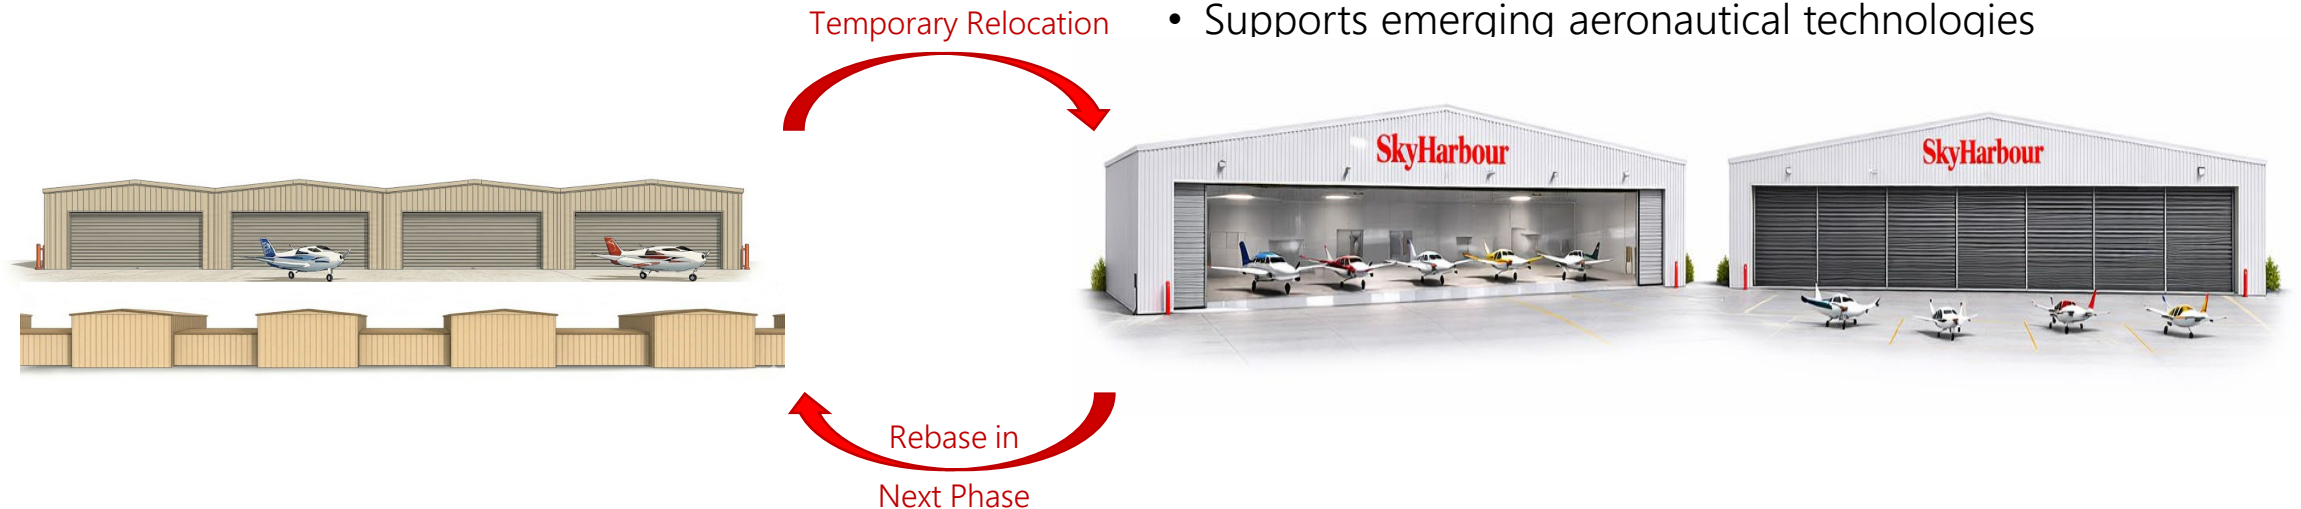 Temporary Relocation
• Supports emerging aeronautical technologies
SkyHarbour
SkyHarbour
Rebase in
Next Phase